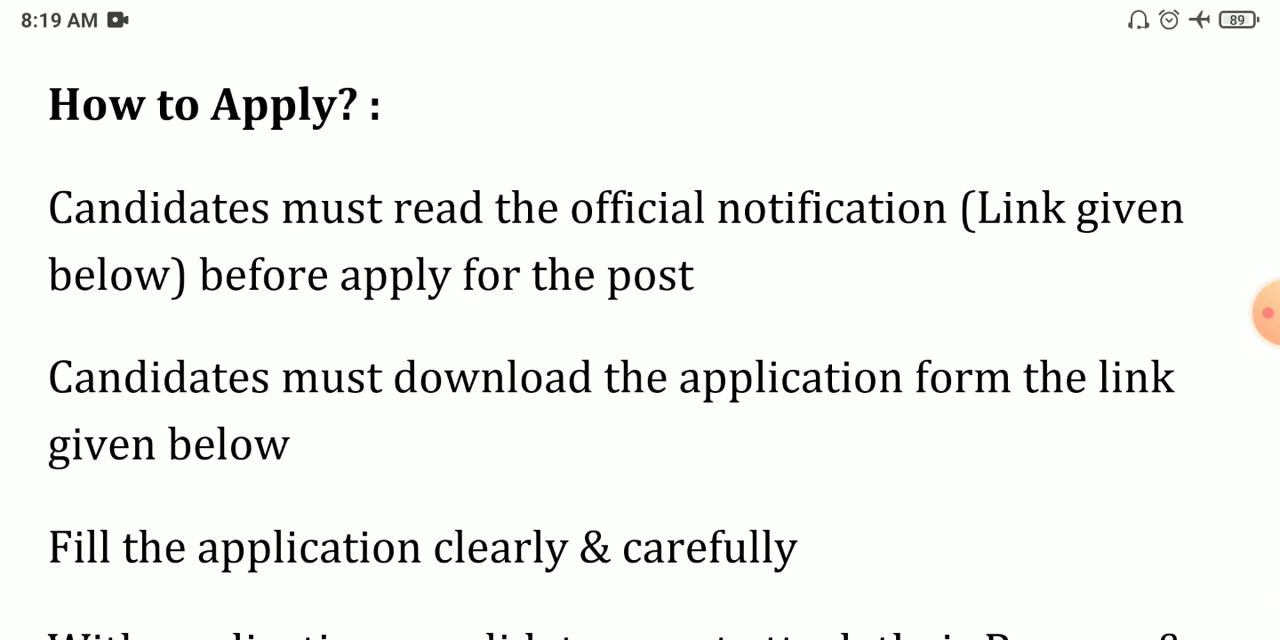 8:19 AM
89
How to Apply? :
Candidates must read the official notification (Link given
below) before apply for the post
Candidates must download the application form the link
given below
Fill the application clearly & carefully